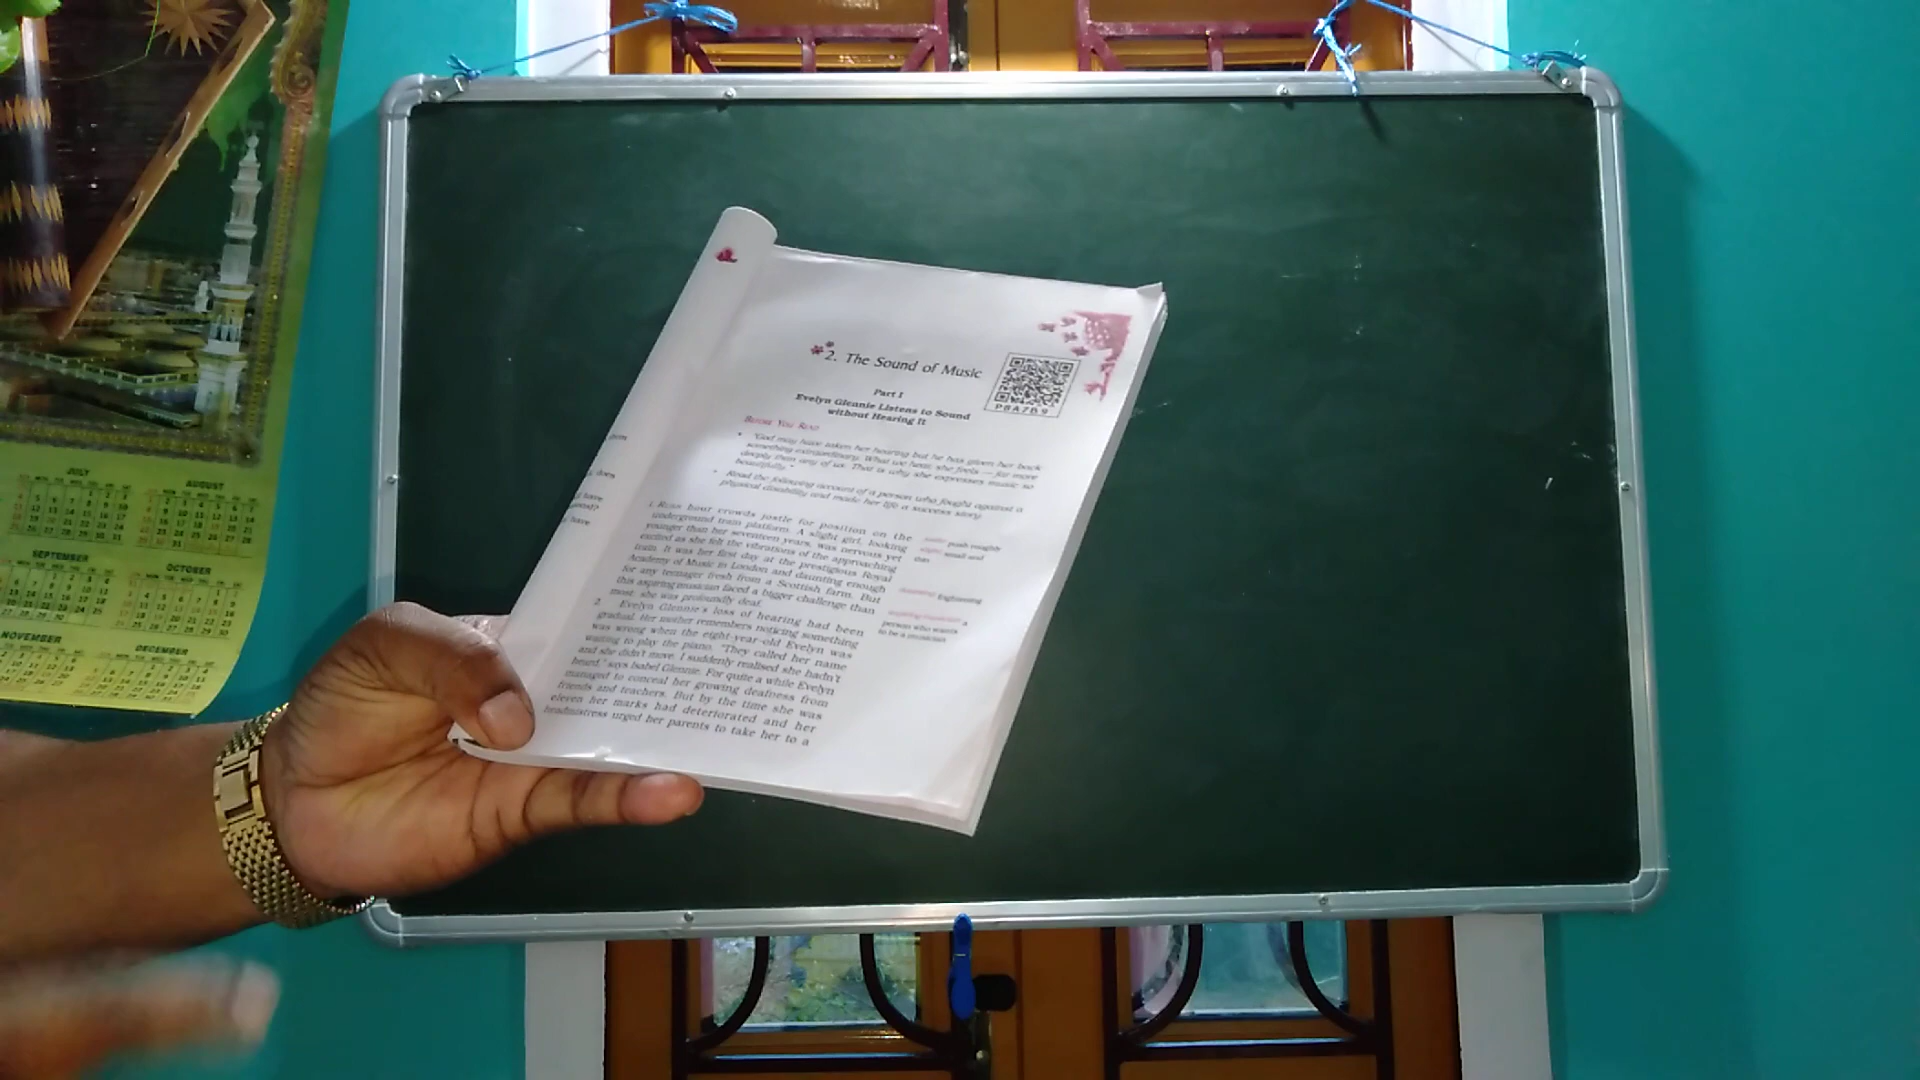 2. The Sound of Music
P8A7B9
Part I
Evelyn Glennie Listens to Sound
without Hearing It
BEFORE YOU READ
• "God may have taken her hearing but he has given her back
something extraordinary. What we hear, she feels — far more
deeply than any of us. That is why she expresses music so
beautifully."
• Read the following account of a person who fought against a
physical disability and made her life a success story.
1. RUSH hour crowds jostle for position on the
underground train platform. A slight girl, looking
younger than her seventeen years, was nervous yet
excited as she felt the vibrations of the approaching
train. It was her first day at the prestigious Royal
Academy of Music in London and daunting enough
for any teenager fresh from a Scottish farm. But
this aspiring musician faced a bigger challenge than
most: she was profoundly deaf.
2. Evelyn Glennie's loss of hearing had been
gradual. Her mother remembers noticing something
was wrong when the eight-year-old Evelyn was
waiting to play the piano. "They called her name
and she didn't move. I suddenly realised she hadn't
heard," says Isabel Glennie. For quite a while Evelyn
managed to conceal her growing deafness from
friends and teachers. But by the time she was
eleven her marks had deteriorated and her
headmistress urged her parents to take her to a
jostle: push roughly
slight: small and
thin
daunting: frightening
aspiring musician: a
person who wants
to be a musician
does
have
have
JULY
AUGUST
SEPTEMBER
OCTOBER
NOVEMBER
DECEMBER